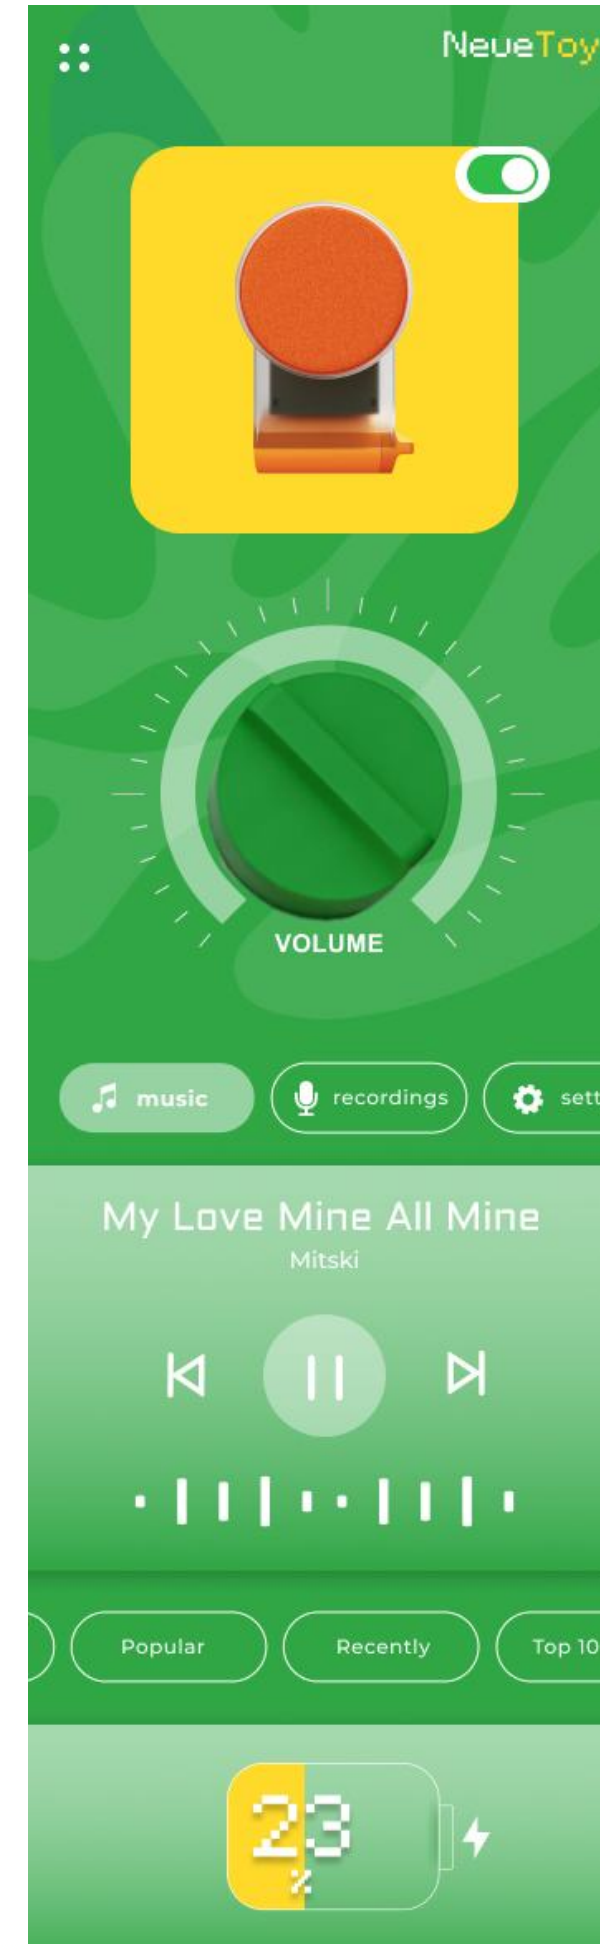 NeueToy
VOLUME
music
recordings
sett
My Love Mine All Mine
Mitski
Popular
Recently
Top 10
23
%